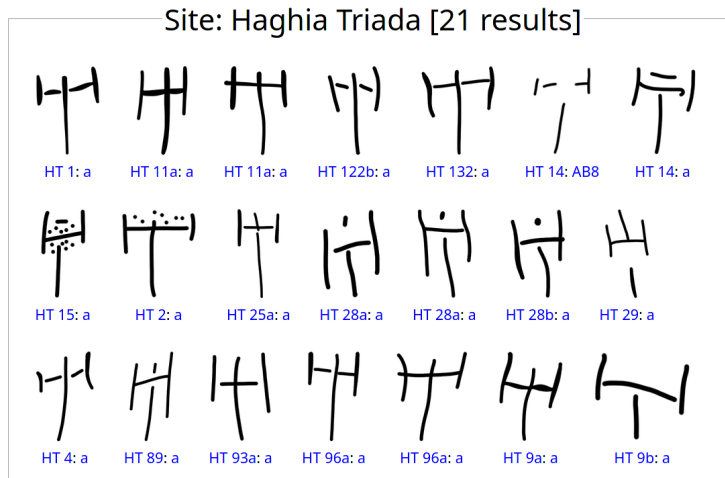 Site: Haghia Triada [21 results]
HT 1: a HT 11a: a HT 11a: a HT 122b: a HT 132: a HT 14: AB8 HT 14: a
HT 15: a HT 2: a HT 25a: a HT 28a: a HT 28a: a HT 28b: a HT 29: a
HT 4: a HT 89: a HT 93a: a HT 96a: a HT 96a: a HT 9a: a HT 9b: a